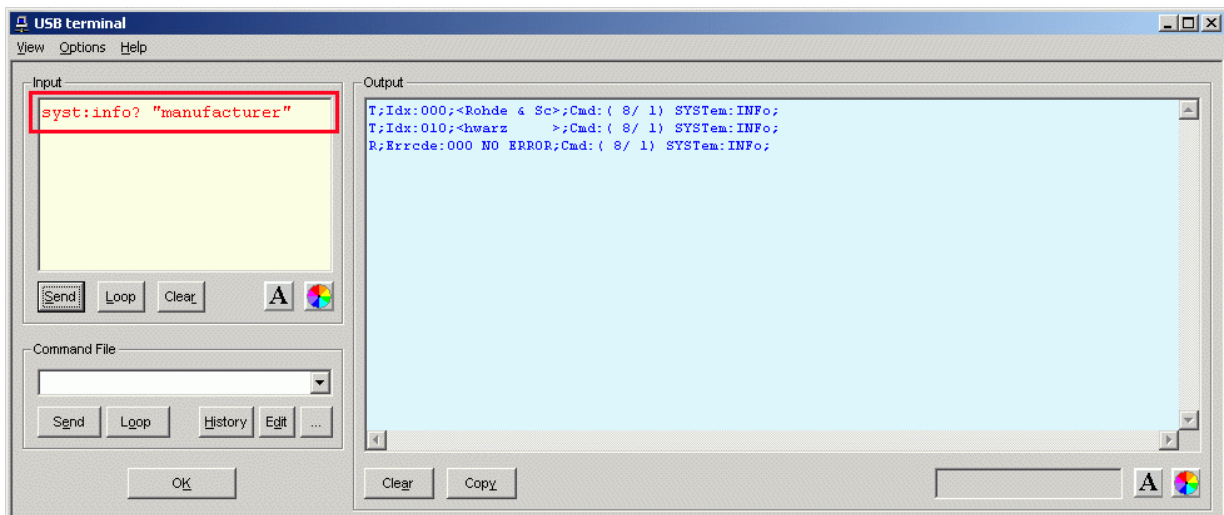 USB terminal
View Options Help
Input
syst:info? "manufacturer"
Send Loop Clear A
Command File
Send Loop History Edit ...
OK
Output
T;Idx:000;<Rohde & Sc>;Cmd:( 8/ 1) SYSTem:INFo;
T;Idx:010;<hwarz     >;Cmd:( 8/ 1) SYSTem:INFo;
R;Errcde:000 NO ERROR;Cmd:( 8/ 1) SYSTem:INFo;
Clear Copy A